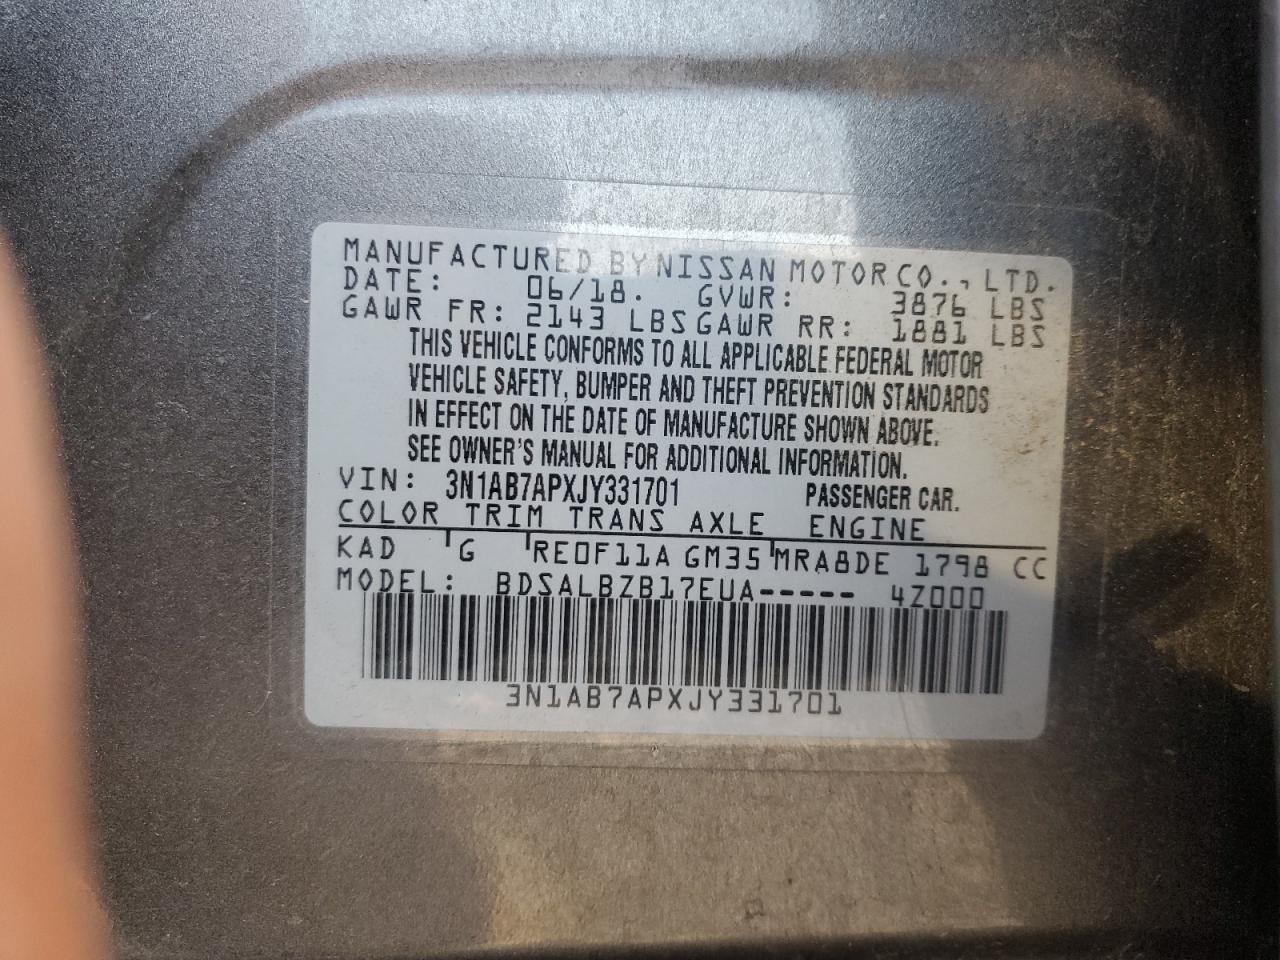 MANUFACTURED BY NISSAN MOTOR CO., LTD.
DATE: 06/18. GVWR: 3876 LBS
GAWR FR: 2143 LBS GAWR RR: 1881 LBS
THIS VEHICLE CONFORMS TO ALL APPLICABLE FEDERAL MOTOR
VEHICLE SAFETY, BUMPER AND THEFT PREVENTION STANDARDS
IN EFFECT ON THE DATE OF MANUFACTURE SHOWN ABOVE.
SEE OWNER'S MANUAL FOR ADDITIONAL INFORMATION.
VIN: 3N1AB7APXJY331701 PASSENGER CAR.
COLOR TRIM TRANS AXLE ENGINE
KAD G RE0F11A GM35 MRA8DE 1798 CC
MODEL: BDSALBZB17EUA----- 4Z000
3N1AB7APXJY331701